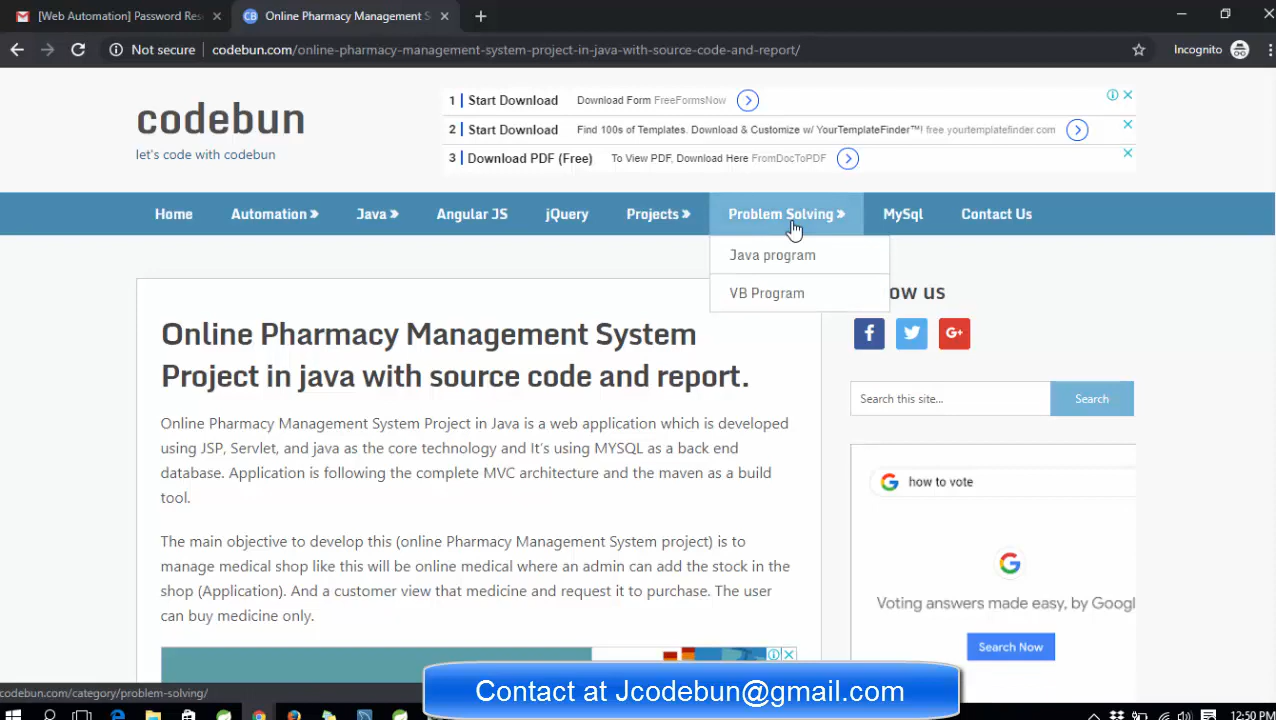 [Web Automation] Password Res
Online Pharmacy Management S
Not secure
codebun.com/online-pharmacy-management-system-project-in-java-with-source-code-and-report/
Incognito
codebun
let's code with codebun
1 Start Download Download Form FreeFormsNow
2 Start Download Find 100s of Templates. Download & Customize w/ YourTemplateFinder™! free yourtemplatefinder.com
3 Download PDF (Free) To View PDF, Download Here FromDocToPDF
Home Automation » Java » Angular JS jQuery Projects » Problem Solving » MySql Contact Us
Java program
VB Program
ow us
Online Pharmacy Management System
Project in java with source code and report.
Online Pharmacy Management System Project in Java is a web application which is developed
using JSP, Servlet, and java as the core technology and It's using MYSQL as a back end
database. Application is following the complete MVC architecture and the maven as a build
tool.
The main objective to develop this (online Pharmacy Management System project) is to
manage medical shop like this will be online medical where an admin can add the stock in the
shop (Application). And a customer view that medicine and request it to purchase. The user
can buy medicine only.
Search this site...
Search
how to vote
Voting answers made easy, by Googl
Search Now
codebun.com/category/problem-solving/
Contact at Jcodebun@gmail.com
12:50 PM